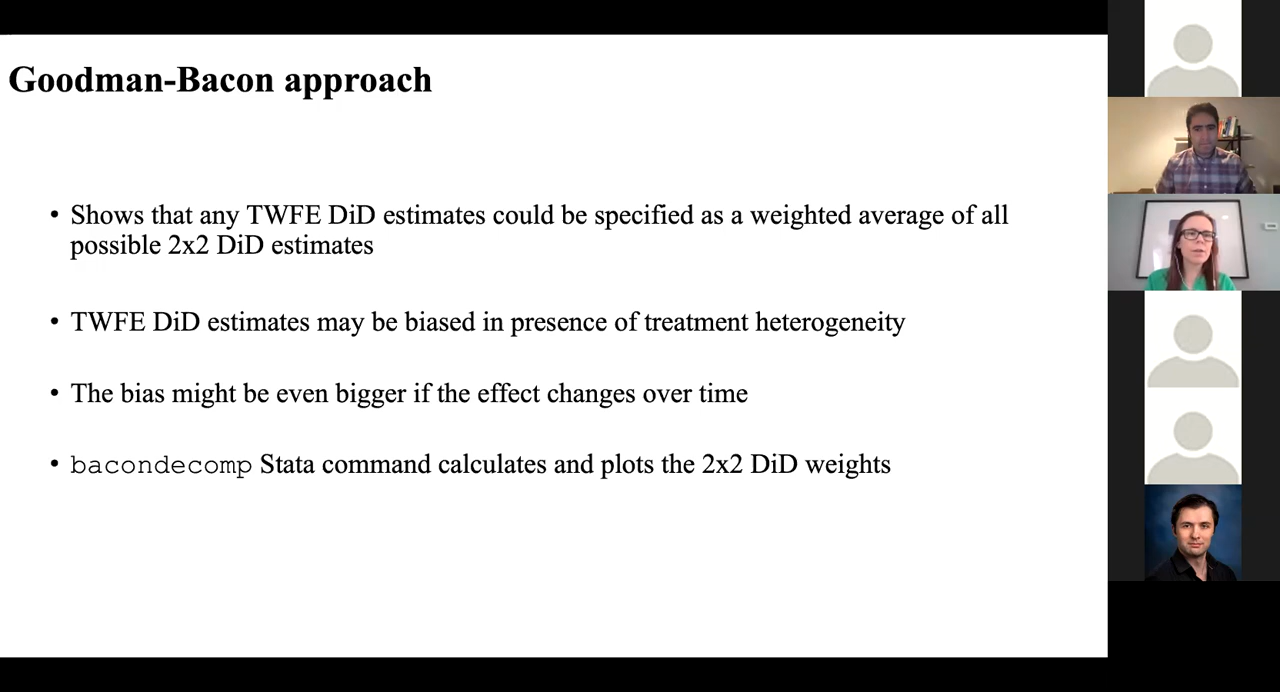 Goodman-Bacon approach
• Shows that any TWFE DiD estimates could be specified as a weighted average of all
possible 2x2 DiD estimates
• TWFE DiD estimates may be biased in presence of treatment heterogeneity
• The bias might be even bigger if the effect changes over time
• bacondecomp Stata command calculates and plots the 2x2 DiD weights